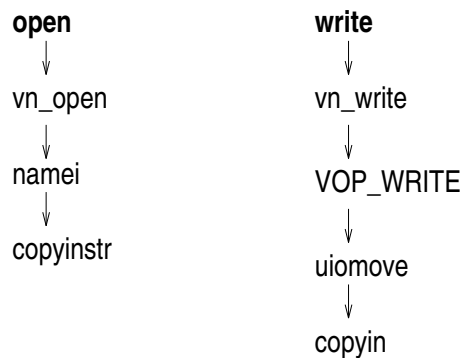 open
vn_open
namei
copyinstr
write
vn_write
VOP_WRITE
uiomove
copyin